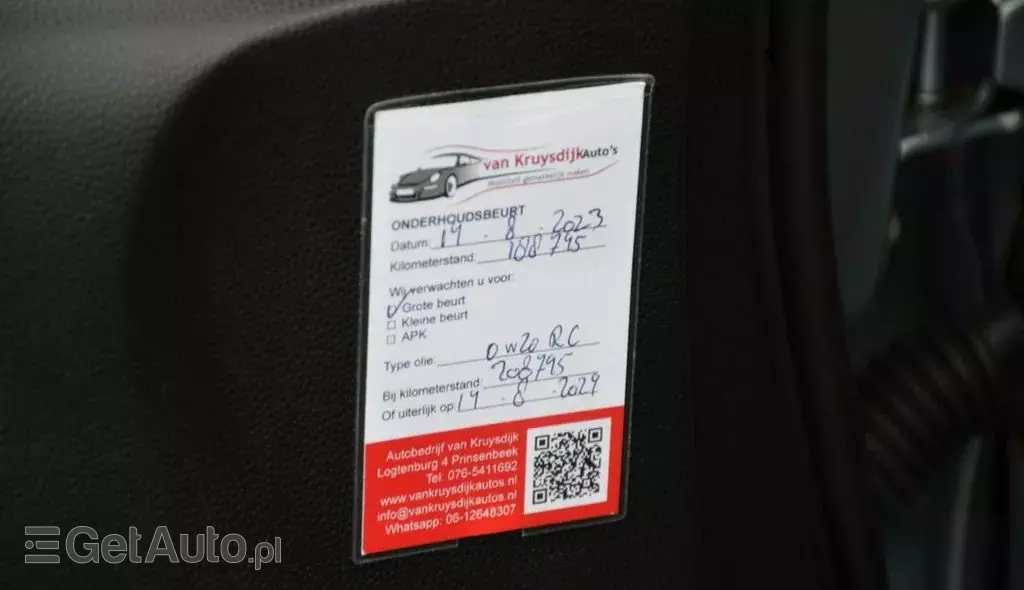 van Kruysdijk Auto's
ONDERHOUDSBEURT
Datum: 14 . 8 . 2023
Kilometerstand: 188795
Wij verwachten u voor:
Grote beurt
Kleine beurt
APK
Type olie: 0w20 RC
Bij kilometerstand: 208795
Of uiterlijk op 14 . 8 . 2024
Autobedrijf van Kruysdijk
Logtenburg 4 Prinsenbeek
Tel: 076-5411692
www.vankruysdijkautos.nl
info@vankruysdijkautos.nl
Whatsapp: 06-12648307
GetAuto.pl